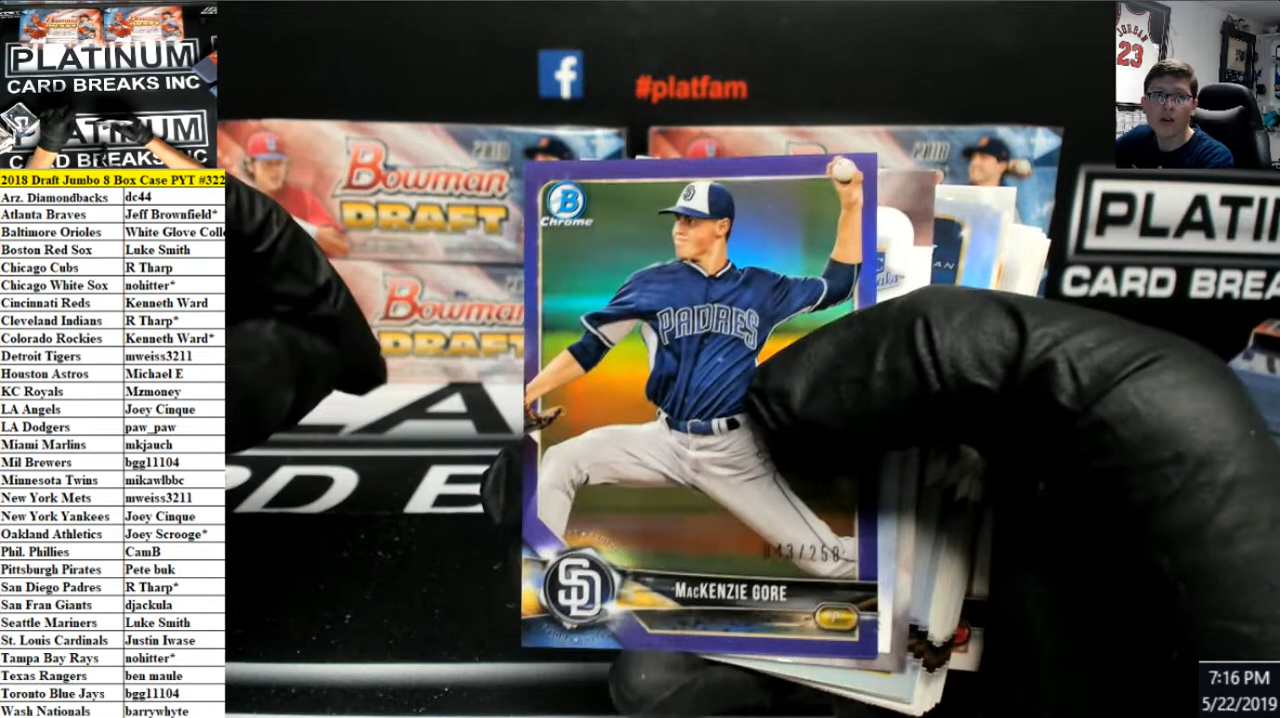 PLATINUM
CARD BREAKS INC
#platfam
JORDAN
23
Bowman
DRAFT
2018
Bowman
DRAFT
2018
B
Chrome
PADRES
SD
MacKENZIE GORE
P
PLATI
CARD BREA
2018 Draft Jumbo 8 Box Case PYT #322
Arz. Diamondbacks dc44
Atlanta Braves Jeff Brownfield*
Baltimore Orioles White Glove Coll
Boston Red Sox Luke Smith
Chicago Cubs R Tharp
Chicago White Sox nohitter*
Cincinnati Reds Kenneth Ward
Cleveland Indians R Tharp*
Colorado Rockies Kenneth Ward*
Detroit Tigers mweiss3211
Houston Astros Michael E
KC Royals Mzmoney
LA Angels Joey Cinque
LA Dodgers paw_paw
Miami Marlins mkjauch
Mil Brewers bgg11104
Minnesota Twins mikawlbbc
New York Mets mweiss3211
New York Yankees Joey Cinque
Oakland Athletics Joey Scrooge*
Phil. Phillies CamB
Pittsburgh Pirates Pete buk
San Diego Padres R Tharp*
San Fran Giants djackula
Seattle Mariners Luke Smith
St. Louis Cardinals Justin Iwase
Tampa Bay Rays nohitter*
Texas Rangers ben maule
Toronto Blue Jays bgg11104
Wash Nationals barrywhyte
7:16 PM
5/22/2019